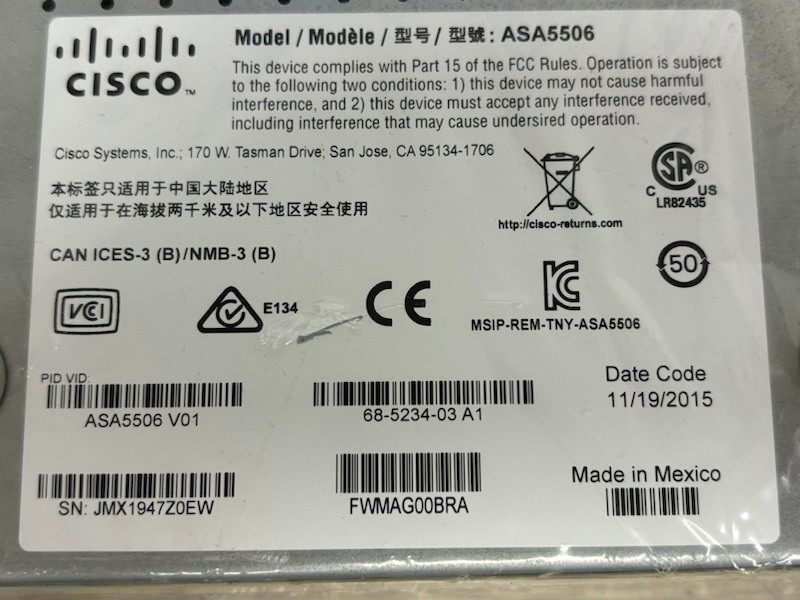 CISCO™
Model / Modèle / 型号 / 型號: ASA5506
This device complies with Part 15 of the FCC Rules. Operation is subject
to the following two conditions: 1) this device may not cause harmful
interference, and 2) this device must accept any interference received,
including interference that may cause undersired operation.
Cisco Systems, Inc.; 170 W. Tasman Drive; San Jose, CA 95134-1706
本标签只适用于中国大陆地区
仅适用于在海拔两千米及以下地区安全使用
http://cisco-returns.com
SA®
C US
LR82435
CAN ICES-3 (B)/NMB-3 (B)
50
VCI
E134
CE
KC
MSIP-REM-TNY-ASA5506
PID VID:
ASA5506 V01
68-5234-03 A1
Date Code
11/19/2015
SN: JMX1947Z0EW
FWMAG00BRA
Made in Mexico